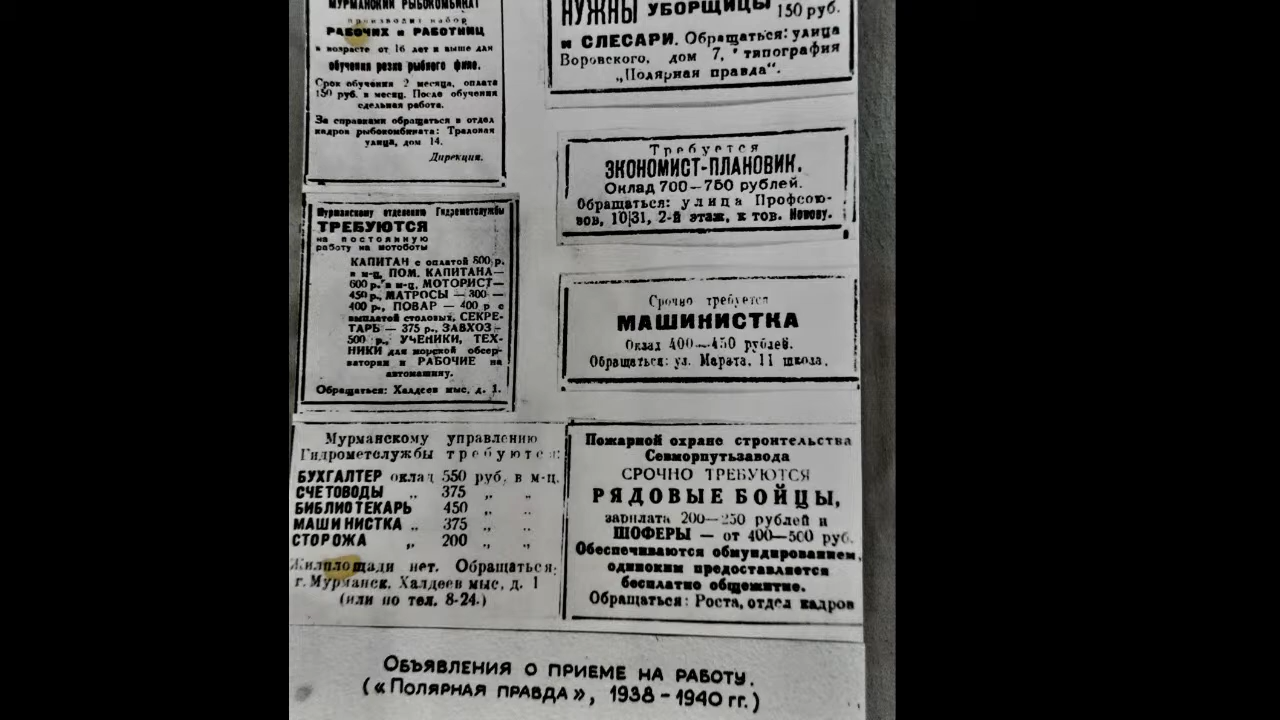 МУРМАНСКИЙ РЫБОКОМБИНАТ
производит набор
РАБОЧИХ и РАБОТНИЦ
в возрасте от 16 лет и выше для
обучения резке рыбного филе.
Срок обучения 2 месяца, оплата
150 руб. в месяц. После обучения
сдельная работа.
За справками обращаться в отдел
кадров рыбокомбината: Траловая
улица, дом 14.
Дирекция.
Мурманскому отделению Гидрометслужбы
ТРЕБУЮТСЯ
на постоянную
работу на мотоботы
КАПИТАН с оплатой 800 р.
в м-ц, ПОМ. КАПИТАНА—
600 р. в м-ц, МОТОРИСТ—
450 р., МАТРОСЫ — 300 —
400 р., ПОВАР — 400 р с
выплатой столовых, СЕКРЕ-
ТАРЬ — 375 р., ЗАВХОЗ —
500 р., УЧЕНИКИ, ТЕХ-
НИКИ для морской обсер-
ватории и РАБОЧИЕ на
автомашину.
Обращаться: Халдеев мыс, д. 1.
Мурманскому управлению
Гидрометслужбы требуются:
БУХГАЛТЕР оклад 550 руб. в м-ц.
СЧЕТОВОДЫ „ 375 „ „
БИБЛИОТЕКАРЬ 450 „ „
МАШИНИСТКА „ 375 „ „
СТОРОЖА „ 200 „ „
Жилплощади нет. Обращаться:
г. Мурманск, Халдеев мыс, д. 1
(или по тел. 8-24.)
НУЖНЫ УБОРЩИЦЫ 150 руб.
и СЛЕСАРИ. Обращаться: улица
Воровского, дом 7, типография
„Полярная правда“.
Требуется
ЭКОНОМИСТ-ПЛАНОВИК.
Оклад 700—750 рублей.
Обращаться: улица Профсою-
зов, 10|31, 2-й этаж, к тов.
Срочно требуется
МАШИНИСТКА
Оклад 400—450 рублей.
Обращаться: ул. Марата, 11 школа.
Пожарной охране строительства
Севморпутьзавода
СРОЧНО ТРЕБУЮТСЯ
РЯДОВЫЕ БОЙЦЫ,
зарплата 200—250 рублей и
ШОФЕРЫ — от 400—500 руб.
Обеспечиваются обмундированием,
одиноким предоставляется
бесплатно общежитие.
Обращаться: Роста, отдел кадров
ОБЪЯВЛЕНИЯ О ПРИЕМЕ НА РАБОТУ.
(«ПОЛЯРНАЯ ПРАВДА», 1938 - 1940 гг.)